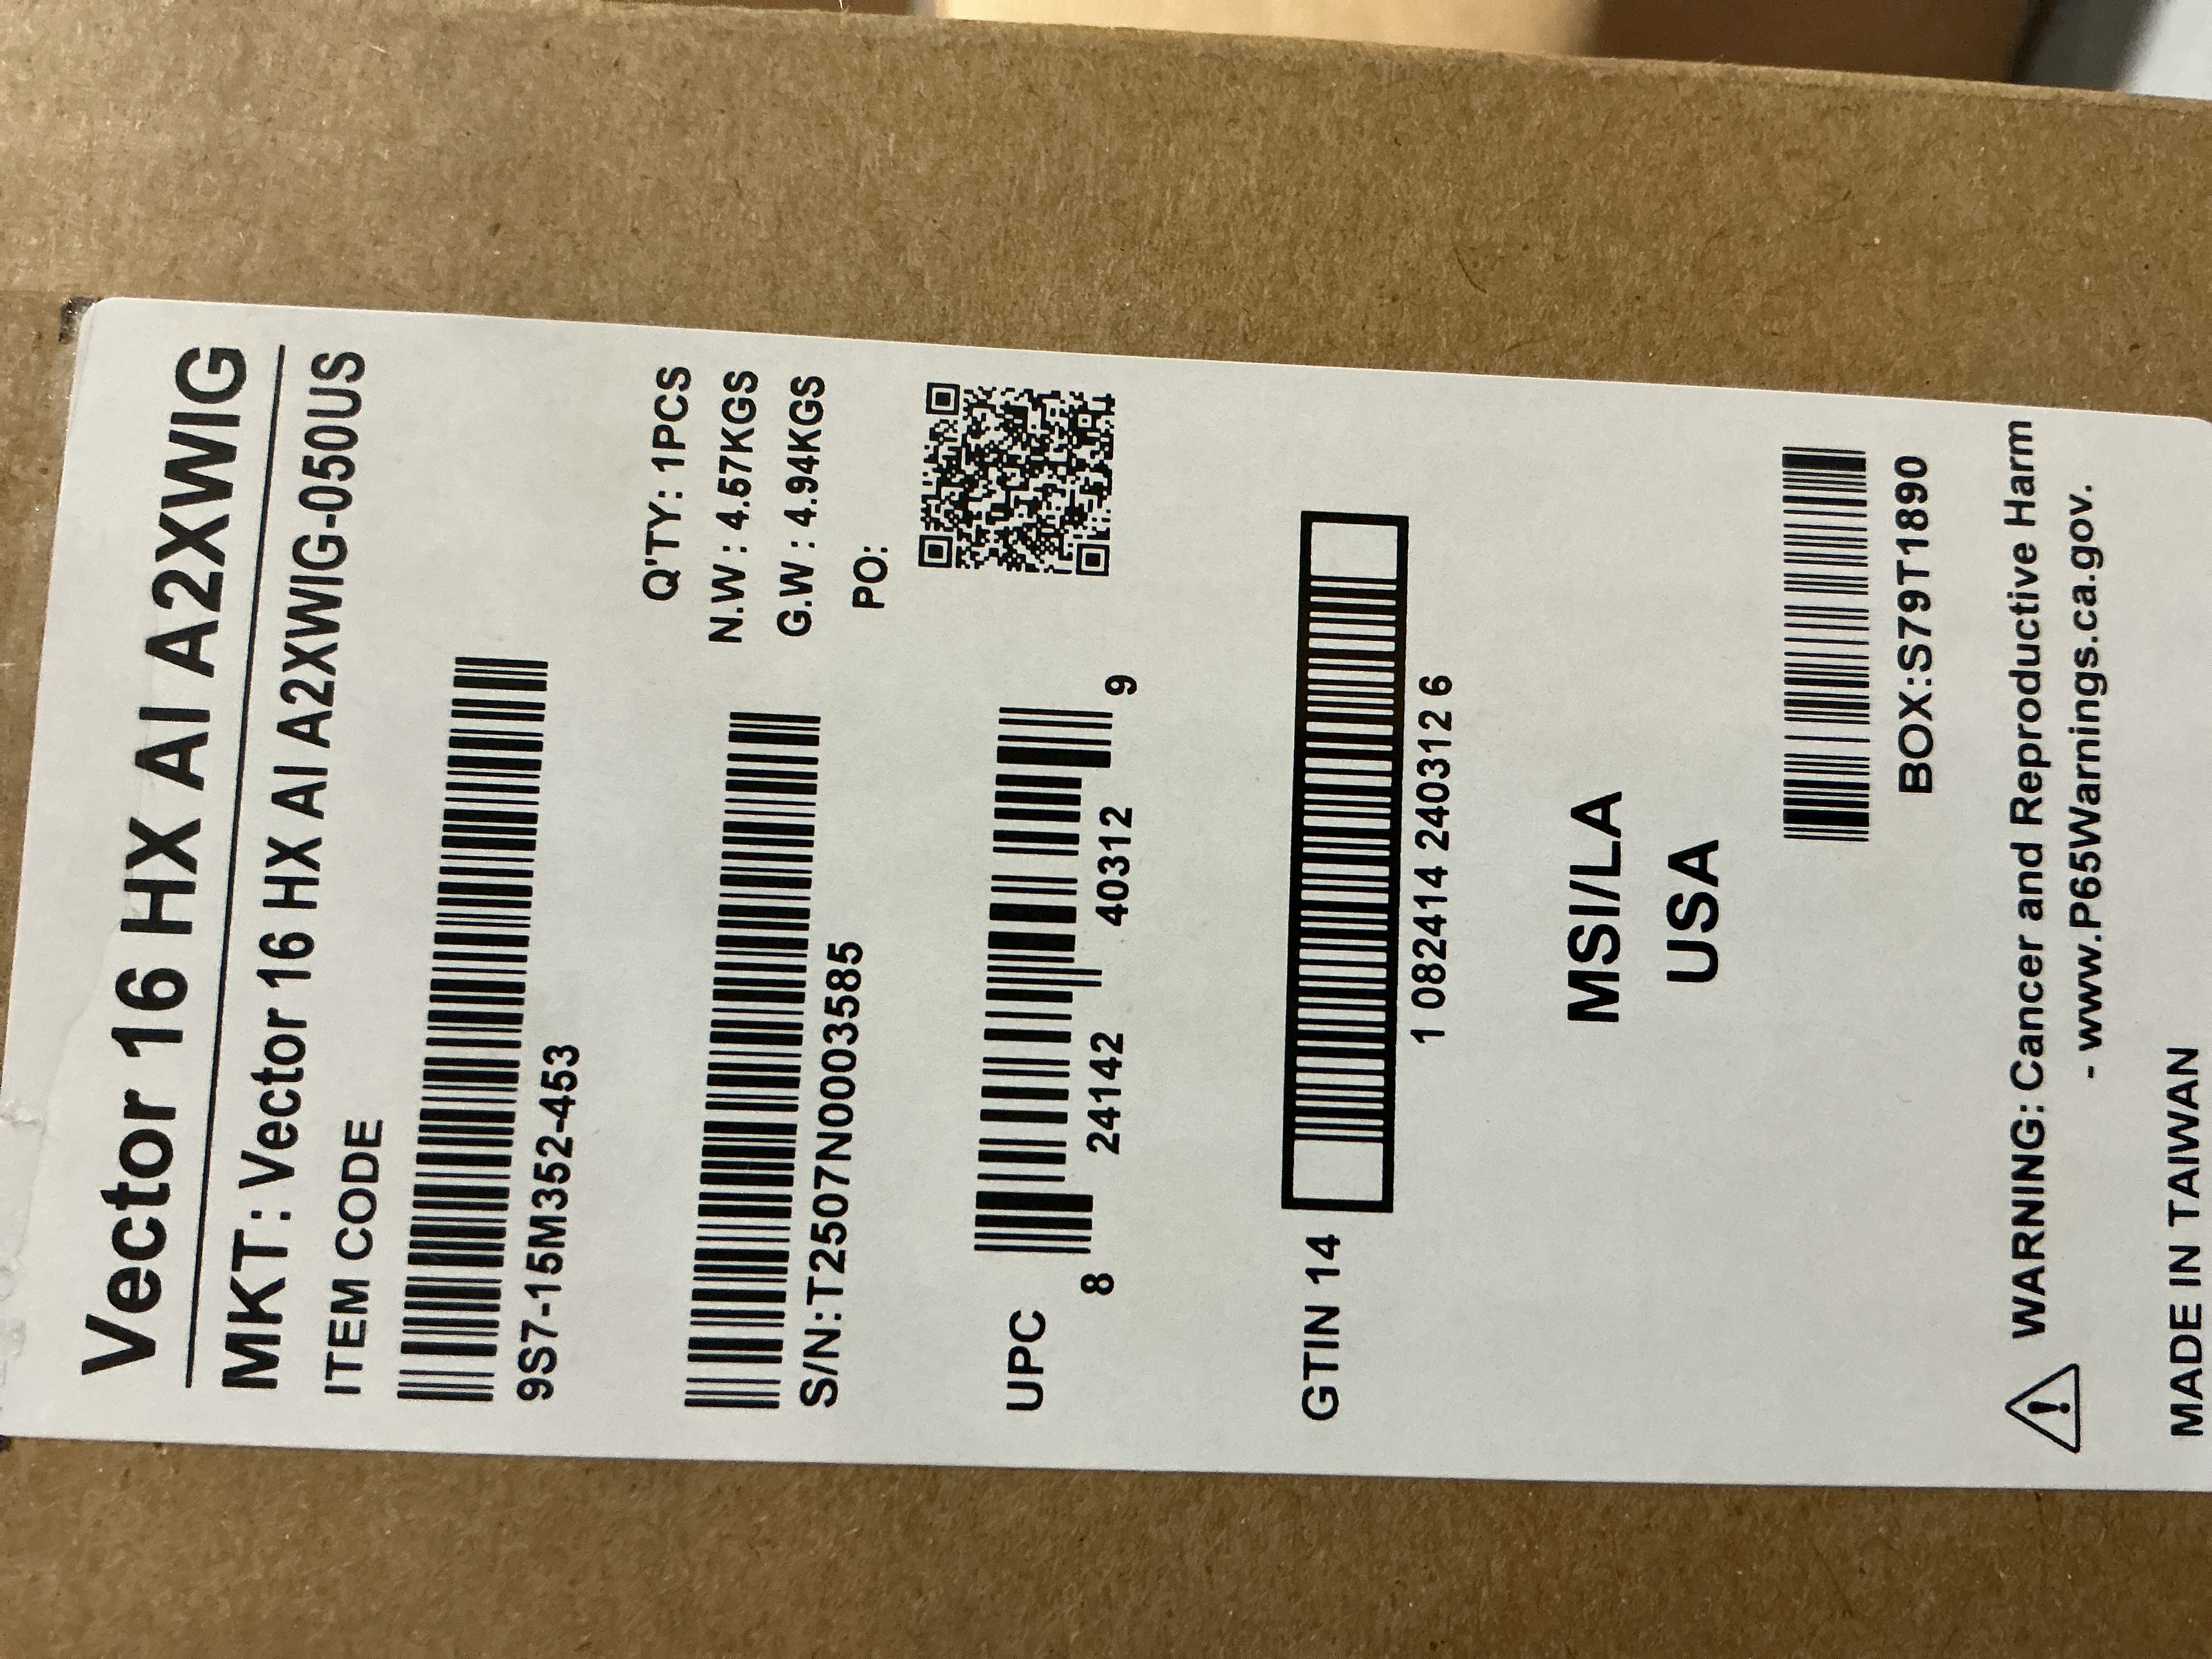 Vector 16 HX AI A2XWIG
MKT: Vector 16 HX AI A2XWIG-050US
ITEM CODE
9S7-15M352-453
Q'TY: 1PCS
N.W : 4.57KGS
G.W : 4.94KGS
PO:
S/N:T2507N0003585
UPC
8 24142 40312 9
GTIN 14
1 082414 240312 6
MSI/LA
USA
BOX:S79T1890
WARNING: Cancer and Reproductive Harm
- www.P65Warnings.ca.gov.
MADE IN TAIWAN